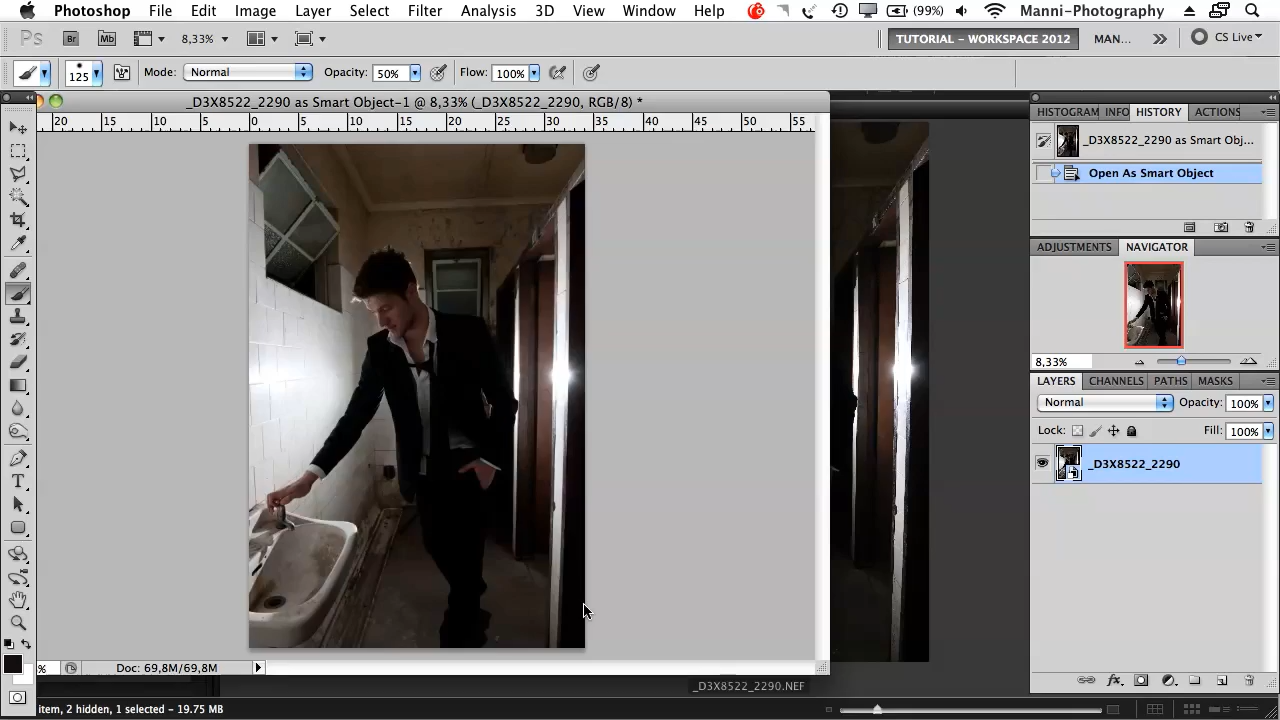 Photoshop File Edit Image Layer Select Filter Analysis 3D View Window Help (99%) Manni-Photography
Ps Br Mb 8,33% TUTORIAL - WORKSPACE 2012 MAN... CS Live
125 Mode: Normal Opacity: 50% Flow: 100%
_D3X8522_2290 as Smart Object-1 @ 8,33% (_D3X8522_2290, RGB/8) *
20 15 10 5 0 5 10 15 20 25 30 35 40 45 50 55
HISTOGRAM INFO HISTORY ACTIONS
_D3X8522_2290 as Smart Obj...
Open As Smart Object
ADJUSTMENTS NAVIGATOR
8,33%
LAYERS CHANNELS PATHS MASKS
Normal Opacity: 100%
Lock: Fill: 100%
_D3X8522_2290
% Doc: 69,8M/69,8M
_D3X8522_2290.NEF
item, 2 hidden, 1 selected - 19.75 MB